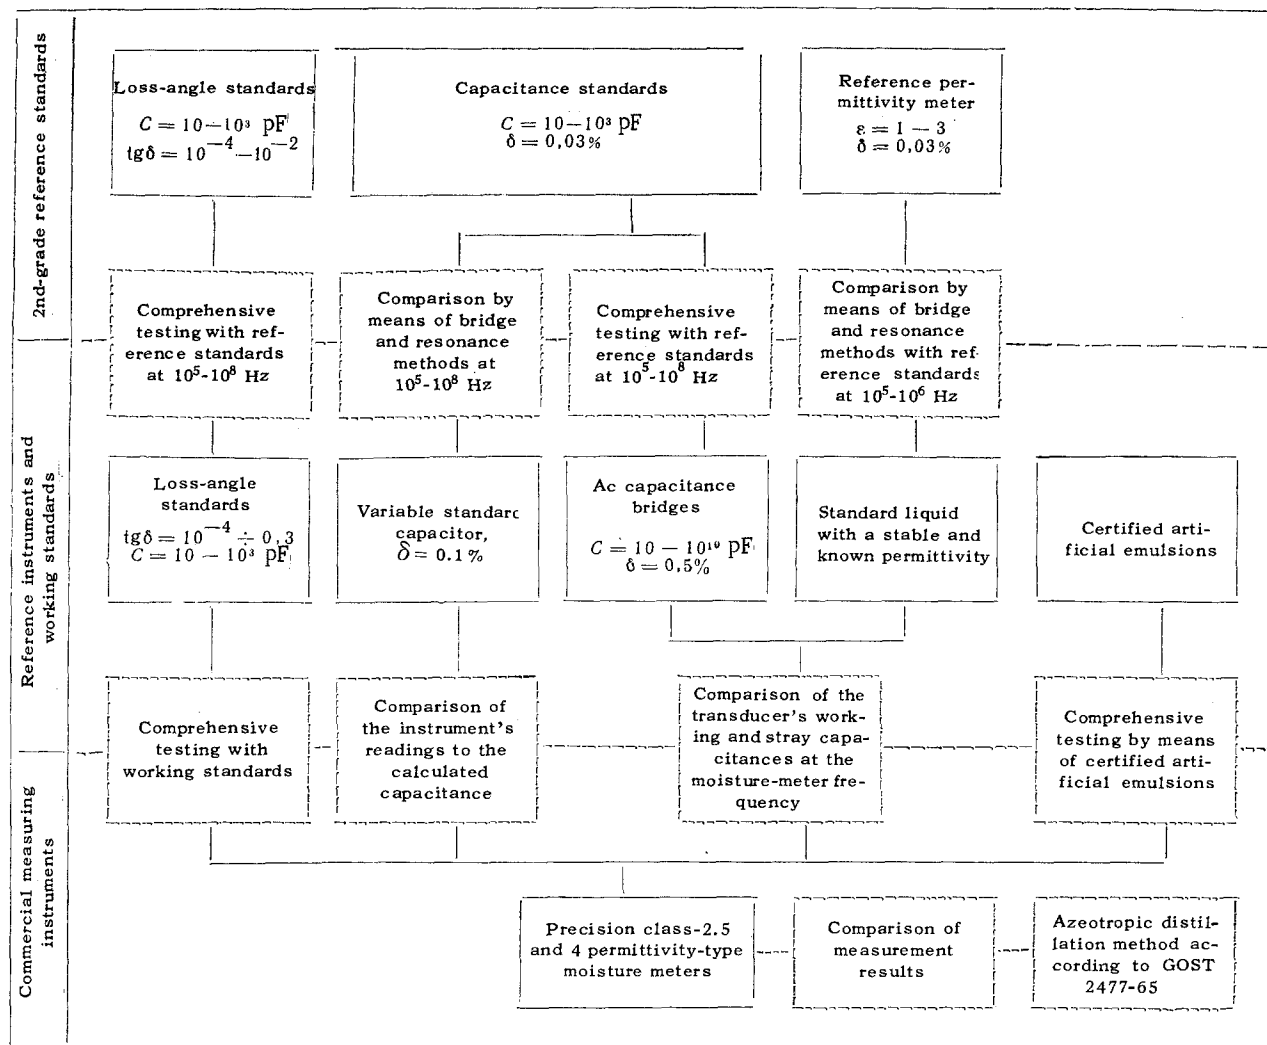 2nd-grade reference standards
Loss-angle standards
C = 10—10³ pF
tgδ = 10⁻⁴ —10⁻²
Capacitance standards
C = 10—10³ pF
δ = 0,03%
Reference per-
mittivity meter
ε = 1 — 3
δ = 0,03%
Comprehensive
testing with ref-
erence standards
at 10⁵-10⁸ Hz
Comparison by
means of bridge
and resonance
methods at
10⁵-10⁸ Hz
Comprehensive
testing with ref-
erence standards
at 10⁵-10⁸ Hz
Comparison by
means of bridge
and resonance
methods with ref-
erence standards
at 10⁵-10⁶ Hz
Reference instruments and
working standards
Loss-angle
standards
tgδ = 10⁻⁴ ÷ 0,3
C = 10 — 10³ pF
Variable standard
capacitor,
δ = 0.1%
Ac capacitance
bridges
C = 10 — 10¹⁰ pF
δ = 0,5%
Standard liquid
with a stable and
known permittivity
Certified arti-
ficial emulsions
Comprehensive
testing with
working standards
Comparison of
the instrument's
readings to the
calculated
capacitance
Comparison of the
transducer's work-
ing and stray capa-
citances at the
moisture-meter fre-
quency
Comprehensive
testing by means
of certified arti-
ficial emulsions
Commercial measuring
instruments
Precision class-2.5
and 4 permittivity-type
moisture meters
Comparison of
measurement
results
Azeotropic distil-
lation method ac-
cording to GOST
2477-65